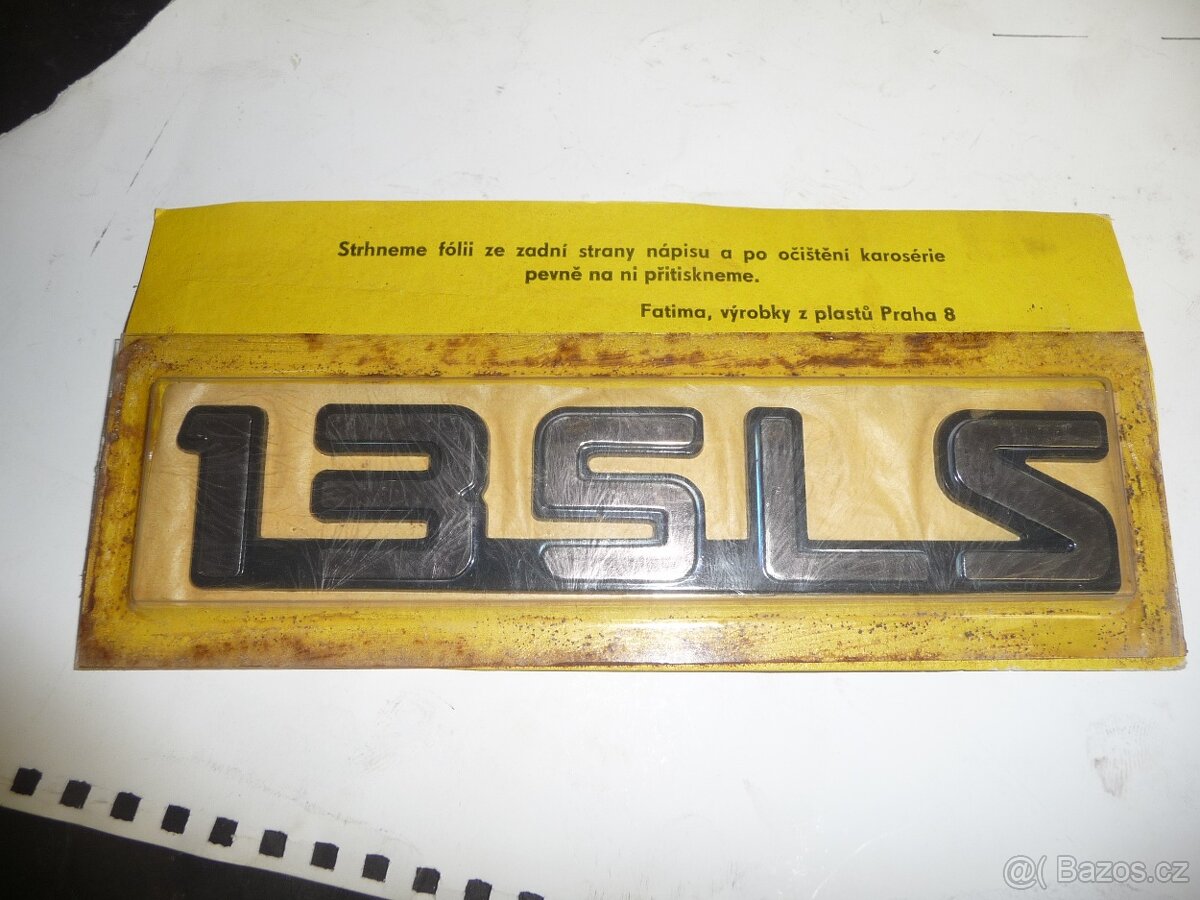 Strhneme fólii ze zadní strany nápisu a po očištění karosérie
pevně na ni přitiskneme.
Fatima, výrobky z plastů Praha 8
13SLS
@( Bazos.cz